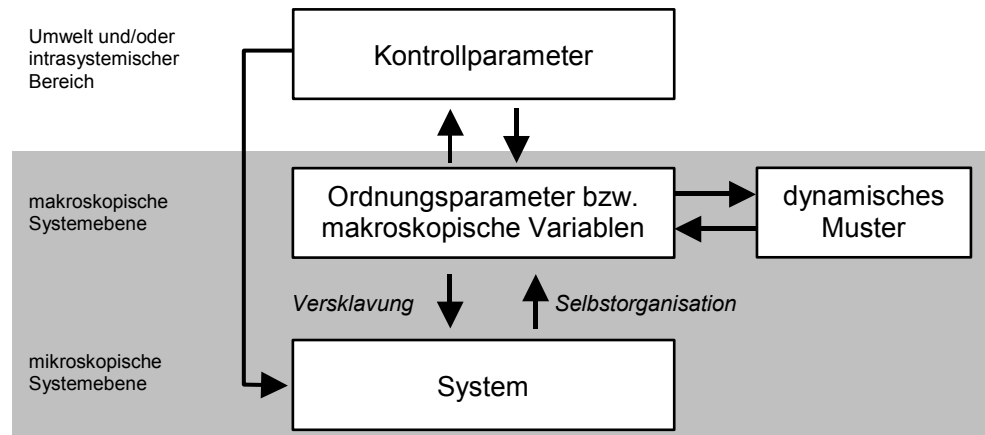 Umwelt und/oder
intrasystemischer
Bereich
Kontrollparameter
makroskopische
Systemebene
Ordnungsparameter bzw.
makroskopische Variablen
dynamisches
Muster
Versklavung
Selbstorganisation
mikroskopische
Systemebene
System